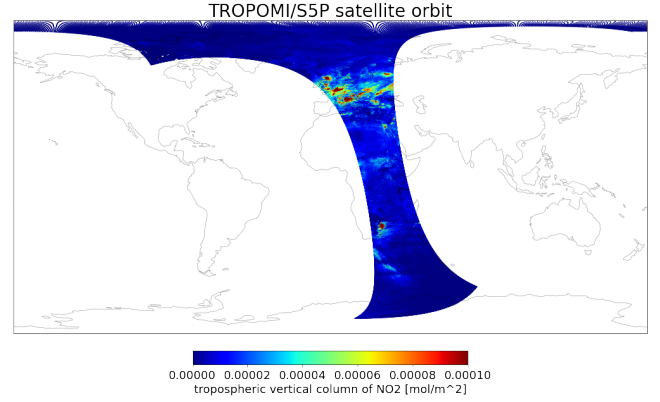 TROPOMI/S5P satellite orbit
0.00000 0.00002 0.00004 0.00006 0.00008 0.00010
tropospheric vertical column of NO2 [mol/m^2]